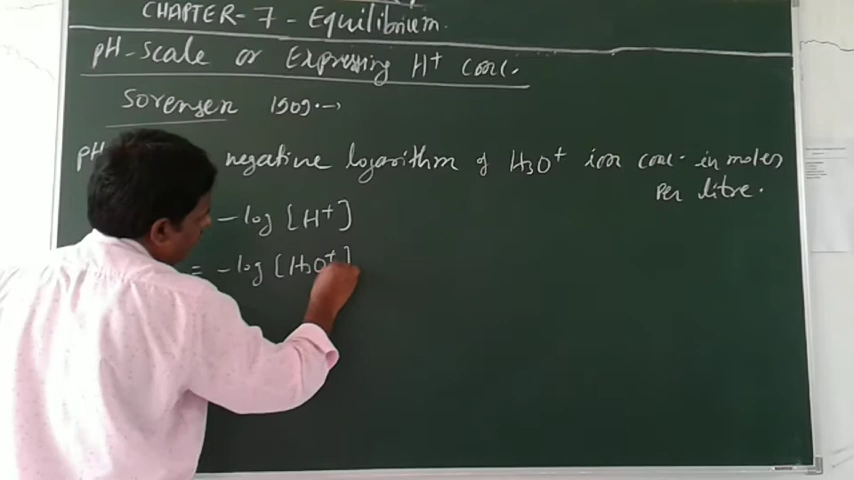 CHAPTER-7-Equilibrium.
pH-scale or Expressing H+ conc.
Sorensen 1909.→
pH negative logarithm of H3O+ ion conc. in moles
Per litre.
-log [H+]
= -log [H3O+]